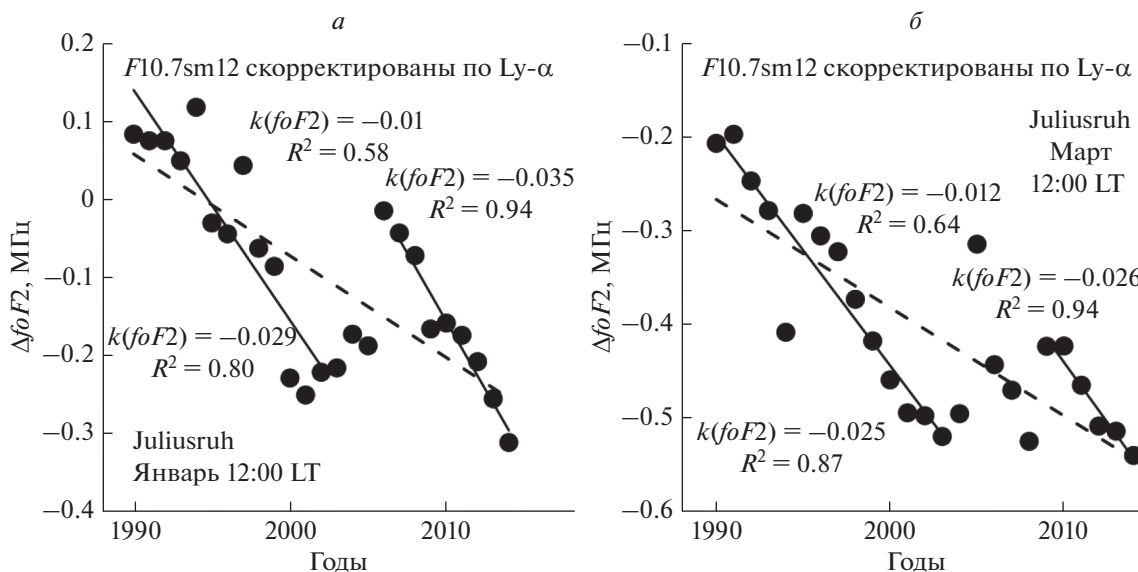 а
0.2
0.1
0
−0.1
−0.2
−0.3
−0.4
ΔfoF2, МГц
F10.7sm12 скорректированы по Ly-α
k(foF2) = −0.01
R² = 0.58
k(foF2) = −0.035
R² = 0.94
k(foF2) = −0.029
R² = 0.80
Juliusruh
Январь 12:00 LT
1990
2000
2010
Годы
б
−0.1
−0.2
−0.3
−0.4
−0.5
−0.6
ΔfoF2, МГц
F10.7sm12 скорректированы по Ly-α
Juliusruh
Март
12:00 LT
k(foF2) = −0.012
R² = 0.64
k(foF2) = −0.026
R² = 0.94
k(foF2) = −0.025
R² = 0.87
1990
2000
2010
Годы